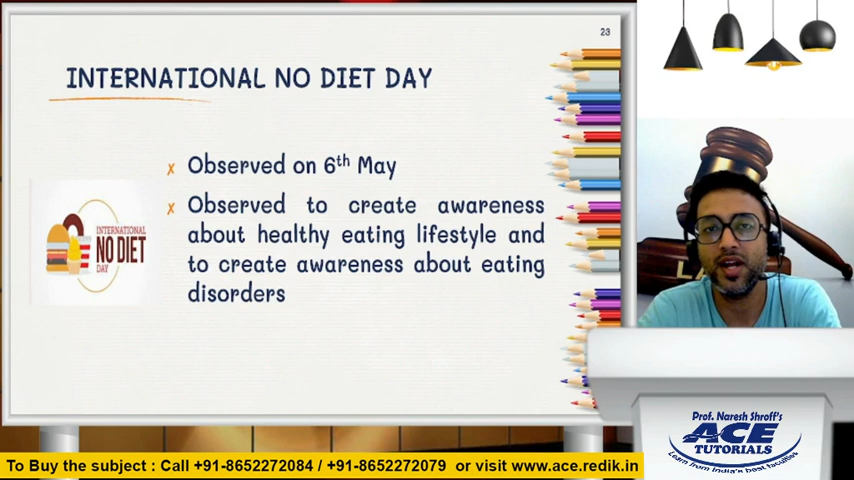 23
INTERNATIONAL NO DIET DAY
x Observed on 6th May
x Observed to create awareness
about healthy eating lifestyle and
to create awareness about eating
disorders
INTERNATIONAL
NO DIET
DAY
LA
Prof. Naresh Shroff's
ACE
TUTORIALS
Learn from India's best faculties
To Buy the subject : Call +91-8652272084 / +91-8652272079 or visit www.ace.redik.in